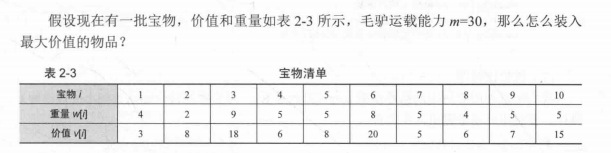 假设现在有一批宝物，价值和重量如表 2-3 所示，毛驴运载能力 m=30，那么怎么装入
最大价值的物品？
表 2-3 宝物清单
宝物 i 1 2 3 4 5 6 7 8 9 10
重量 w[i] 4 2 9 5 5 8 5 4 5 5
价值 v[i] 3 8 18 6 8 20 5 6 7 15